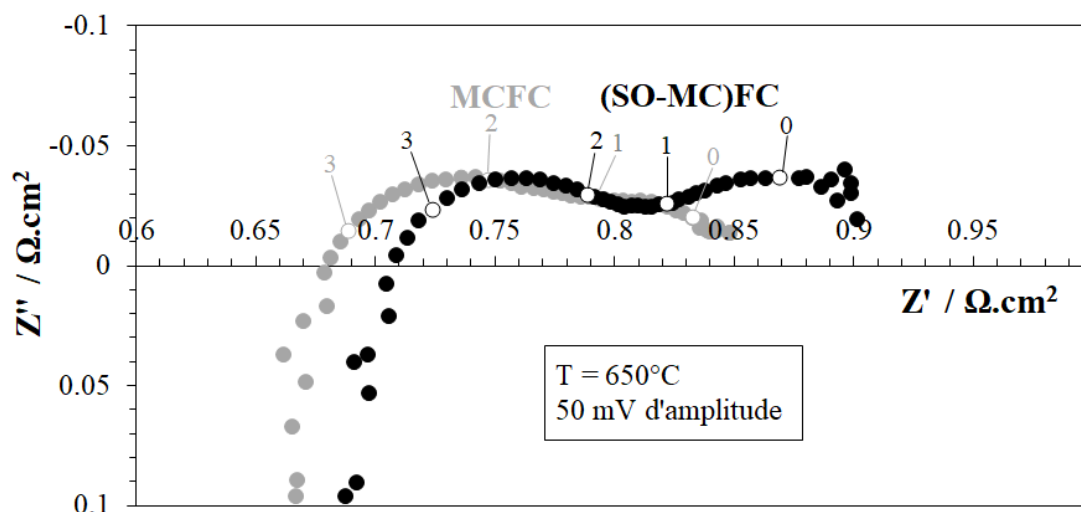 -0.1
MCFC (SO-MC)FC
2 0
3 2 1 1 0
3
-0.05
0.6 0.65 0.7 0.75 0.8 0.85 0.9 0.95
0
Z' / Ω.cm²
Z'' / Ω.cm²
0.05
T = 650°C
50 mV d'amplitude
0.1